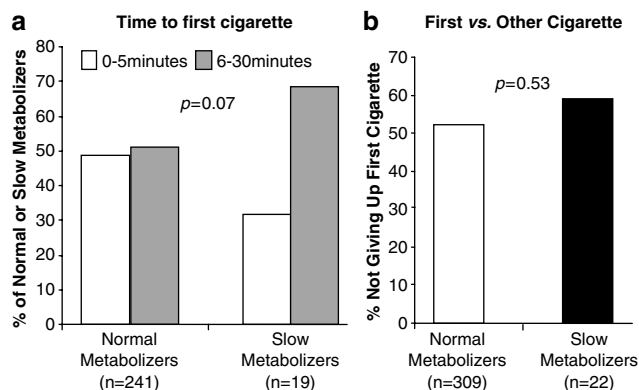 a
Time to first cigarette
% of Normal or Slow Metabolizers
80
70
60
50
40
30
20
10
0
0-5minutes
6-30minutes
p=0.07
Normal
Metabolizers
(n=241)
Slow
Metabolizers
(n=19)
b
First vs. Other Cigarette
% Not Giving Up First Cigarette
70
60
50
40
30
20
10
0
p=0.53
Normal
Metabolizers
(n=309)
Slow
Metabolizers
(n=22)